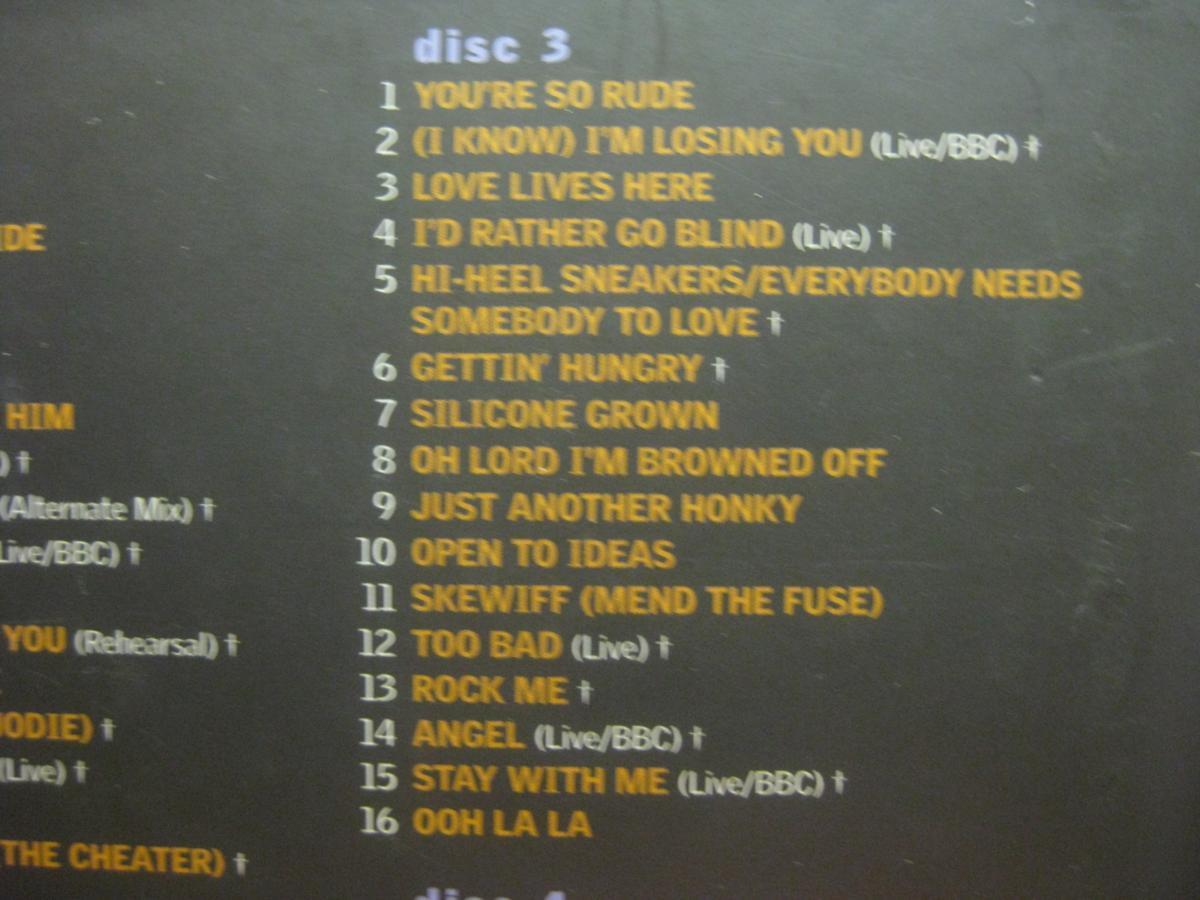 IDE
HIM
) †
(Alternate Mix) †
Live/BBC) †
YOU (Rehearsal) †
OODIE) †
(Live) †
(THE CHEATER) †
disc 3
1 YOU'RE SO RUDE
2 (I KNOW) I'M LOSING YOU (Live/BBC) †
3 LOVE LIVES HERE
4 I'D RATHER GO BLIND (Live) †
5 HI-HEEL SNEAKERS/EVERYBODY NEEDS
SOMEBODY TO LOVE †
6 GETTIN' HUNGRY †
7 SILICONE GROWN
8 OH LORD I'M BROWNED OFF
9 JUST ANOTHER HONKY
10 OPEN TO IDEAS
11 SKEWIFF (MEND THE FUSE)
12 TOO BAD (Live) †
13 ROCK ME †
14 ANGEL (Live/BBC) †
15 STAY WITH ME (Live/BBC) †
16 OOH LA LA
disc 4